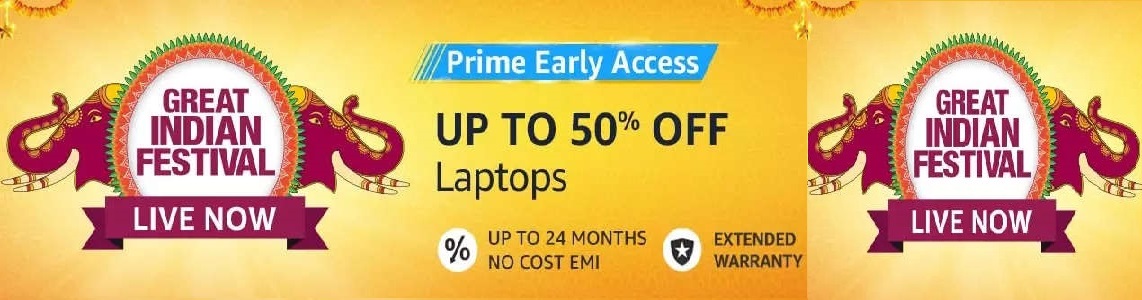 GREAT
INDIAN
FESTIVAL
LIVE NOW
Prime Early Access
UP TO 50% OFF
Laptops
UP TO 24 MONTHS
NO COST EMI
EXTENDED
WARRANTY
GREAT
INDIAN
FESTIVAL
LIVE NOW